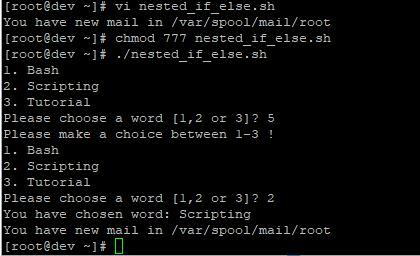 [root@dev ~]# vi nested_if_else.sh
You have new mail in /var/spool/mail/root
[root@dev ~]# chmod 777 nested_if_else.sh
[root@dev ~]# ./nested_if_else.sh
1. Bash
2. Scripting
3. Tutorial
Please choose a word [1,2 or 3]? 5
Please make a choice between 1-3 !
1. Bash
2. Scripting
3. Tutorial
Please choose a word [1,2 or 3]? 2
You have chosen word: Scripting
You have new mail in /var/spool/mail/root
[root@dev ~]#